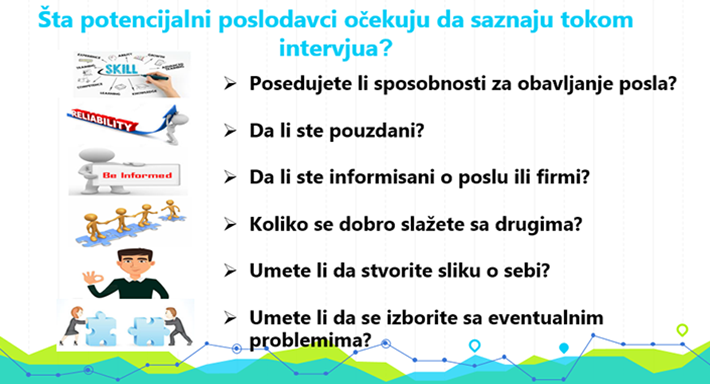 Šta potencijalni poslodavci očekuju da saznaju tokom
intervjua?
SKILL
ABILITY
➢ Posedujete li sposobnosti za obavljanje posla?
RELIABILITY
➢ Da li ste pouzdani?
Be Informed
➢ Da li ste informisani o poslu ili firmi?
➢ Koliko se dobro slažete sa drugima?
➢ Umete li da stvorite sliku o sebi?
➢ Umete li da se izborite sa eventualnim
problemima?